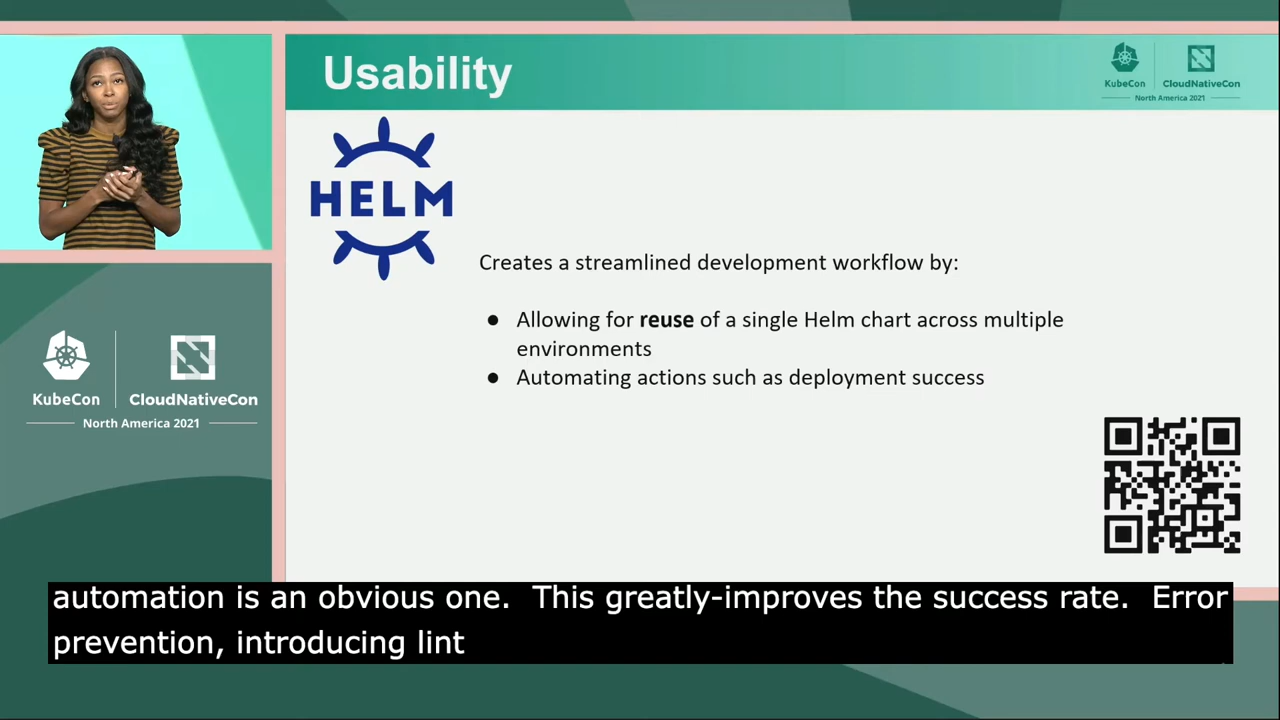 Usability
KubeCon
CloudNativeCon
North America 2021
HELM
Creates a streamlined development workflow by:
● Allowing for reuse of a single Helm chart across multiple
environments
● Automating actions such as deployment success
KubeCon
CloudNativeCon
North America 2021
automation is an obvious one.  This greatly-improves the success rate.  Error
prevention, introducing lint